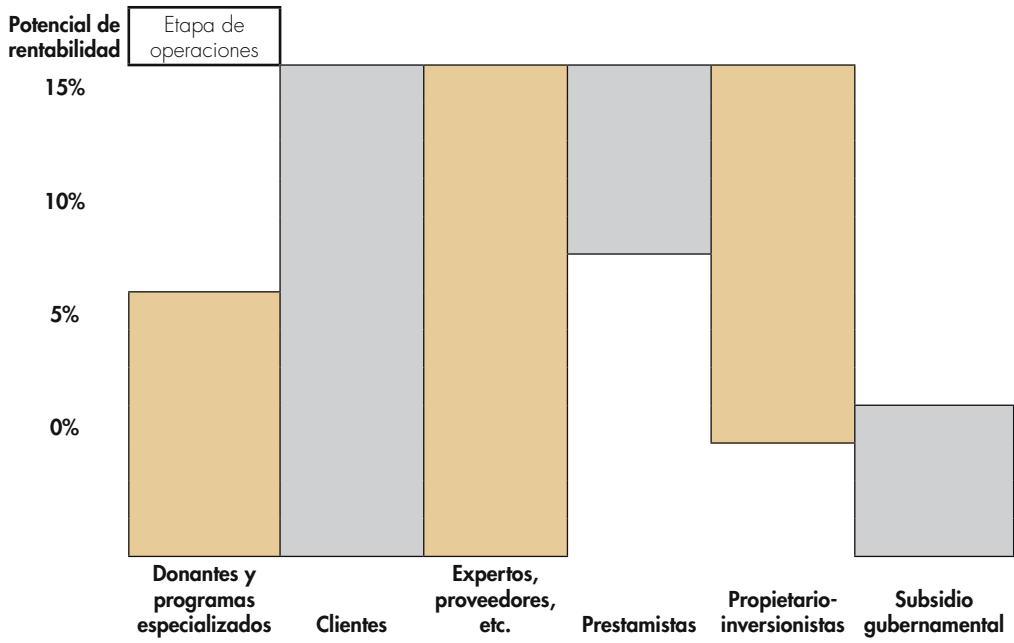 Potencial de
rentabilidad
Etapa de
operaciones
15%
10%
5%
0%
Donantes y
programas
especializados
Clientes
Expertos,
proveedores,
etc.
Prestamistas
Propietario-
inversionistas
Subsidio
gubernamental